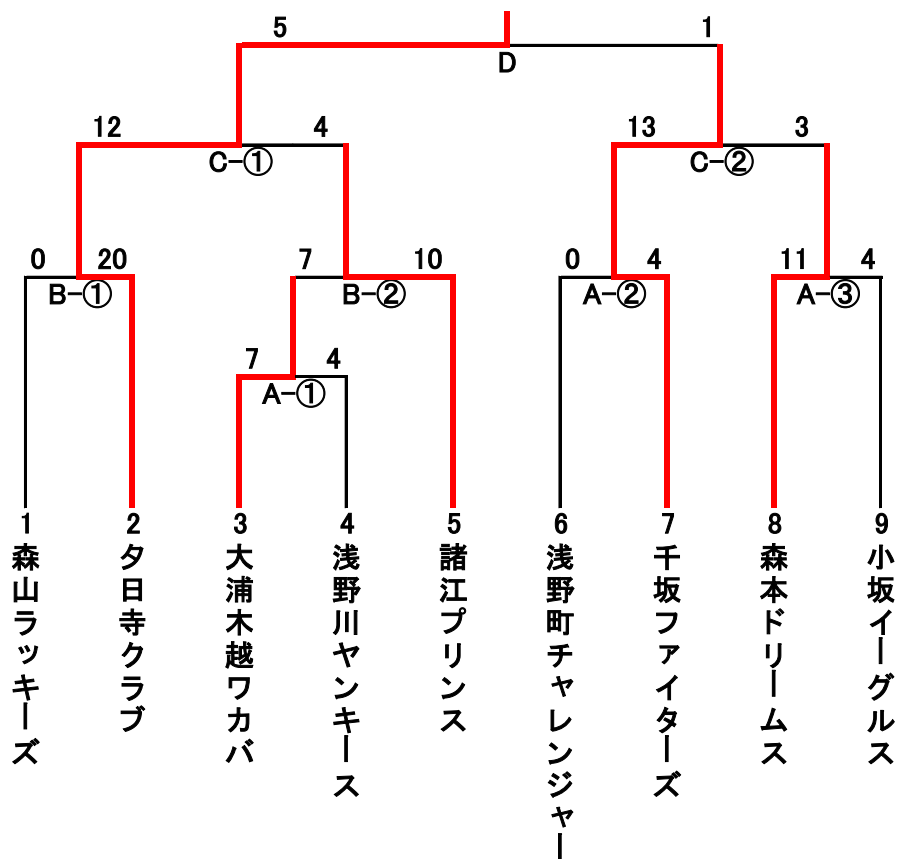 5 1
D
12 4 13 3
C-① C-②
0 20 7 10 0 4 11 4
B-① B-② A-② A-③
7 4
A-①
1 2 3 4 5 6 7 8 9
森山ラッキーズ
夕日寺クラブ
大浦木越ワカバ
浅野川ヤンキース
諸江プリンス
浅野町チャレンジャー
千坂ファイターズ
森本ドリームス
小坂イーグルス